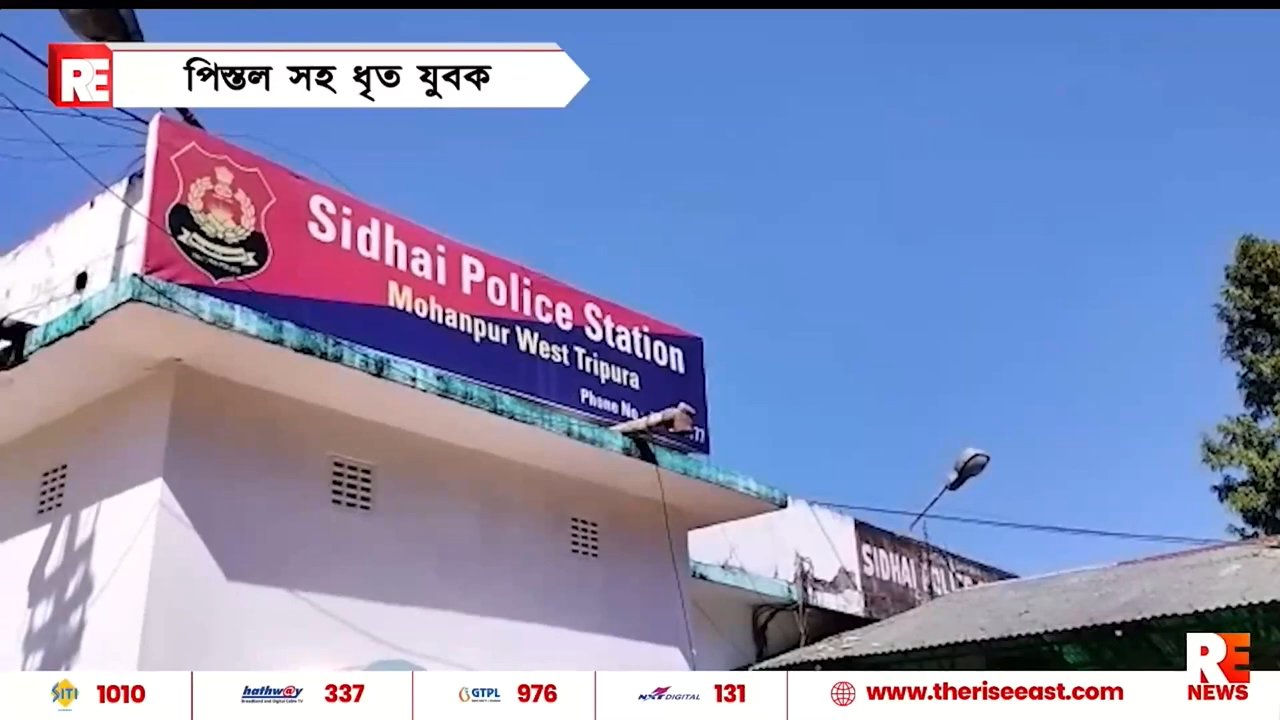 RE
পিস্তল সহ ধৃত যুবক
Sidhai Police Station
Mohanpur West Tripura
Phone No
SIDHAI
SITI 1010
hathw@y 337
GTPL 976
NXT DIGITAL 131
www.theriseeast.com
RE
NEWS